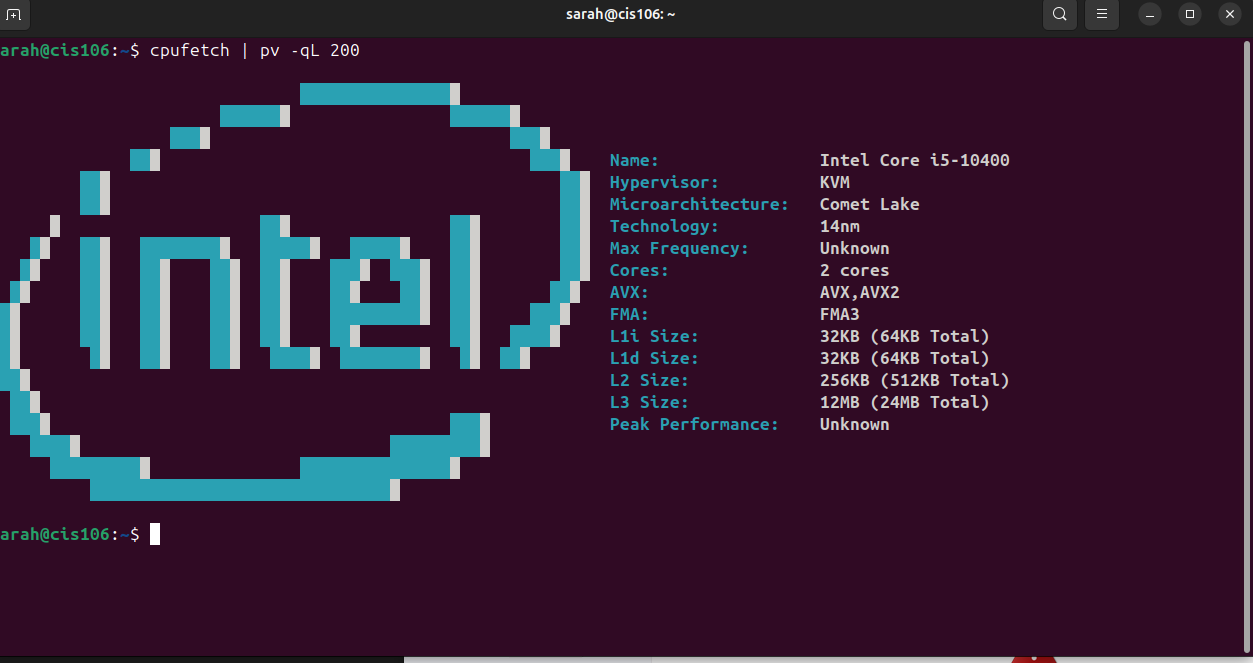 sarah@cis106: ~
arah@cis106:~$ cpufetch | pv -qL 200
intel
Name: Intel Core i5-10400
Hypervisor: KVM
Microarchitecture: Comet Lake
Technology: 14nm
Max Frequency: Unknown
Cores: 2 cores
AVX: AVX,AVX2
FMA: FMA3
L1i Size: 32KB (64KB Total)
L1d Size: 32KB (64KB Total)
L2 Size: 256KB (512KB Total)
L3 Size: 12MB (24MB Total)
Peak Performance: Unknown
arah@cis106:~$